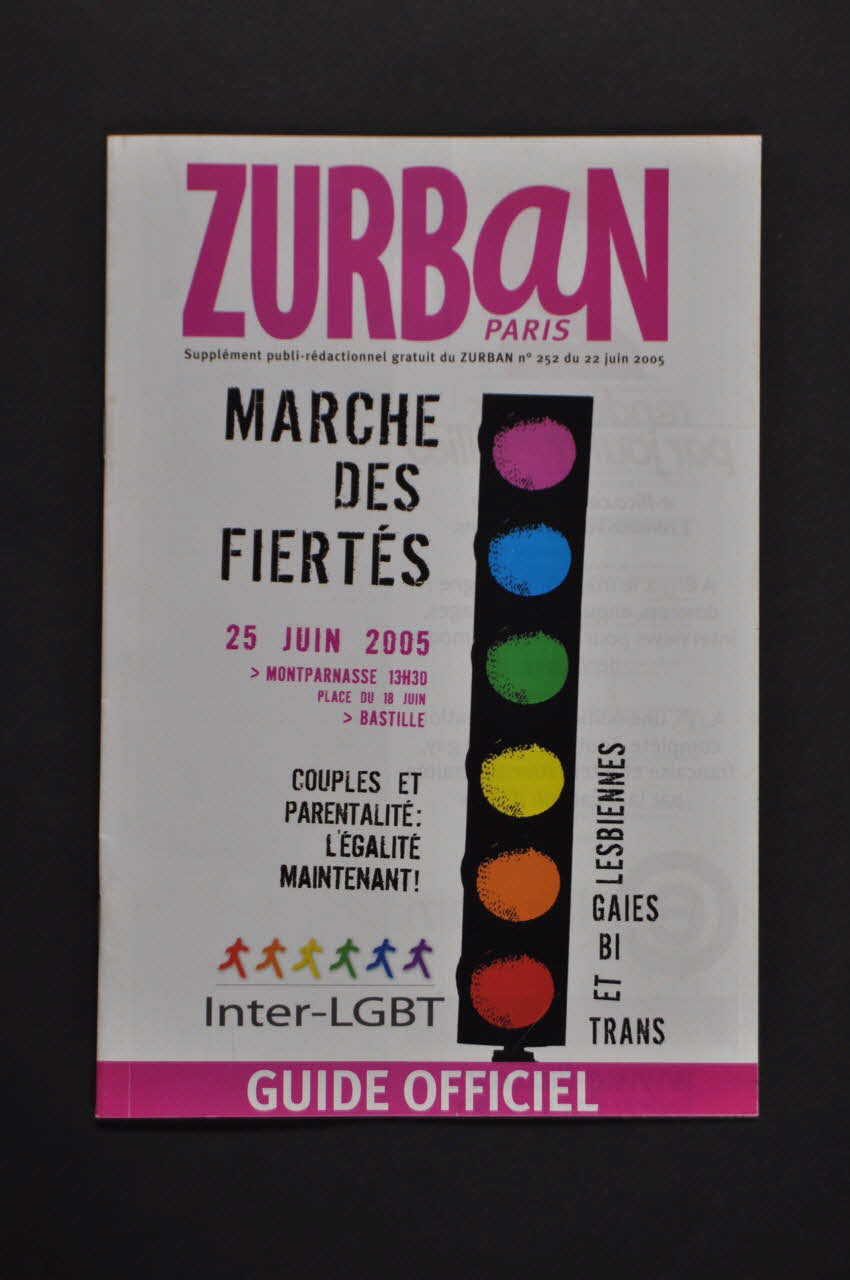 ZURBaN
PARIS
Supplément publi-rédactionnel gratuit du ZURBAN n° 252 du 22 juin 2005
MARCHE
DES
FIERTÉS
25 JUIN 2005
> MONTPARNASSE 13H30
PLACE DU 18 JUIN
> BASTILLE
COUPLES ET
PARENTALITÉ:
L'ÉGALITÉ
MAINTENANT!
LESBIENNES
GAIES
BI
ET
TRANS
Inter-LGBT
GUIDE OFFICIEL